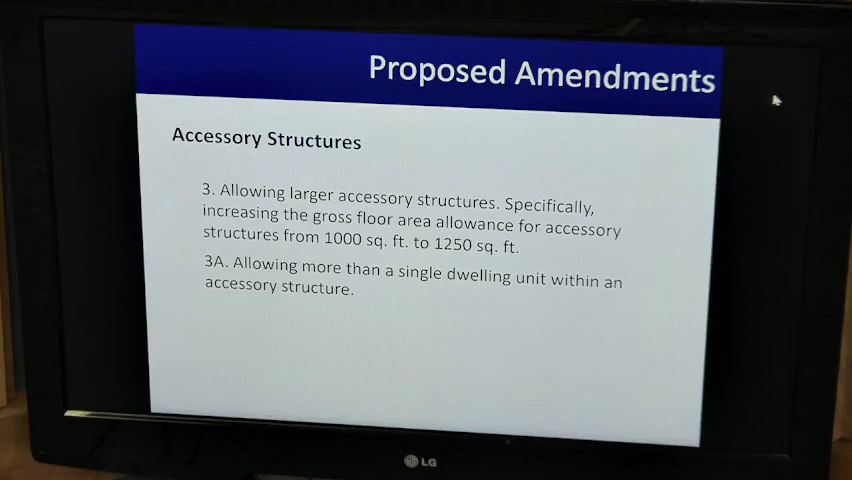 Proposed Amendments
Accessory Structures
3. Allowing larger accessory structures. Specifically,
increasing the gross floor area allowance for accessory
structures from 1000 sq. ft. to 1250 sq. ft.
3A. Allowing more than a single dwelling unit within an
accessory structure.
LG